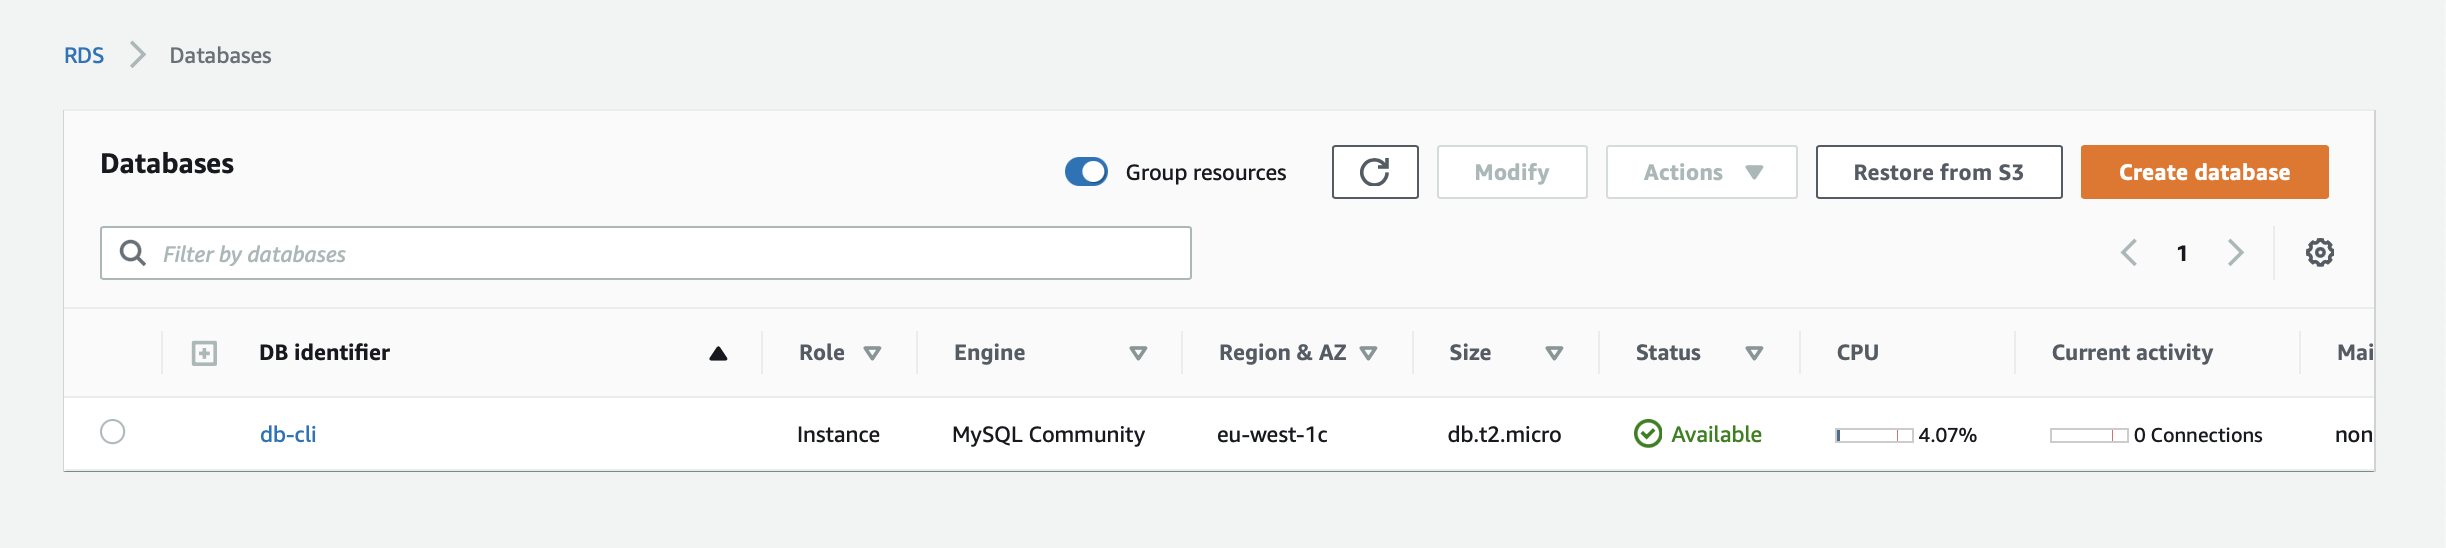 RDS Databases
Databases
Group resources Modify Actions Restore from S3 Create database
Filter by databases 1
DB identifier Role Engine Region & AZ Size Status CPU Current activity Mai
db-cli Instance MySQL Community eu-west-1c db.t2.micro Available 4.07% 0 Connections non